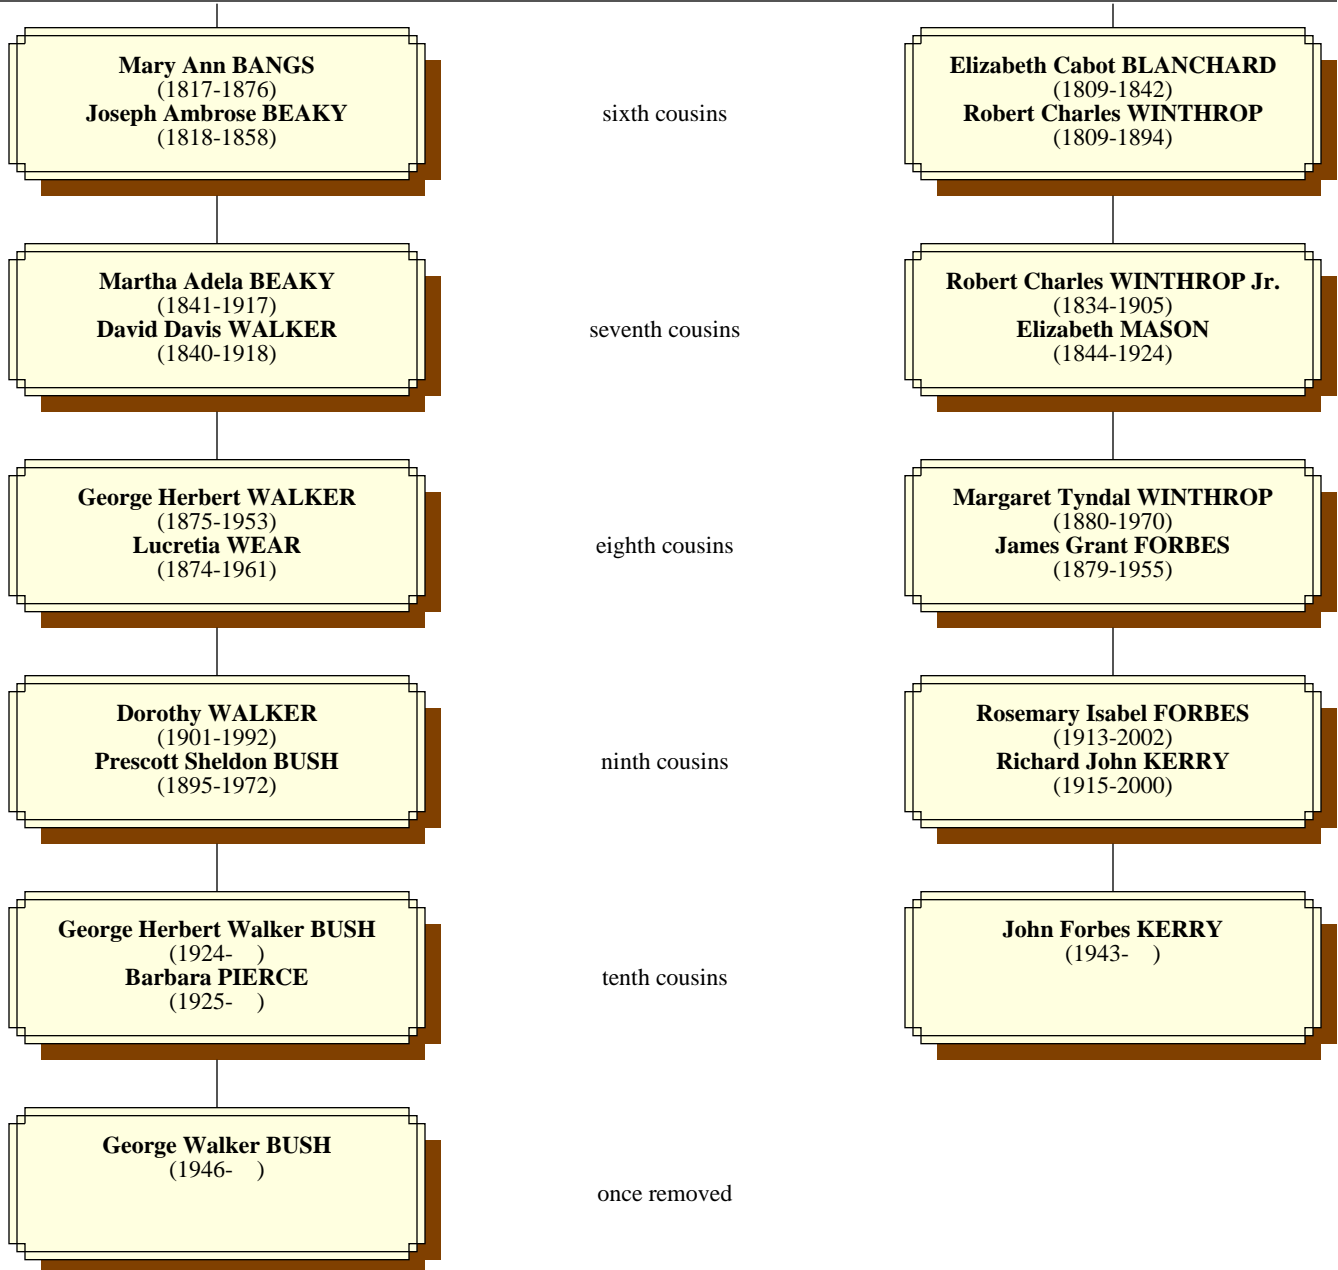 Mary Ann BANGS
(1817-1876)
Joseph Ambrose BEAKY
(1818-1858)
sixth cousins
Elizabeth Cabot BLANCHARD
(1809-1842)
Robert Charles WINTHROP
(1809-1894)
Martha Adela BEAKY
(1841-1917)
David Davis WALKER
(1840-1918)
seventh cousins
Robert Charles WINTHROP Jr.
(1834-1905)
Elizabeth MASON
(1844-1924)
George Herbert WALKER
(1875-1953)
Lucretia WEAR
(1874-1961)
eighth cousins
Margaret Tyndal WINTHROP
(1880-1970)
James Grant FORBES
(1879-1955)
Dorothy WALKER
(1901-1992)
Prescott Sheldon BUSH
(1895-1972)
ninth cousins
Rosemary Isabel FORBES
(1913-2002)
Richard John KERRY
(1915-2000)
George Herbert Walker BUSH
(1924-    )
Barbara PIERCE
(1925-    )
tenth cousins
John Forbes KERRY
(1943-    )
George Walker BUSH
(1946-    )
once removed